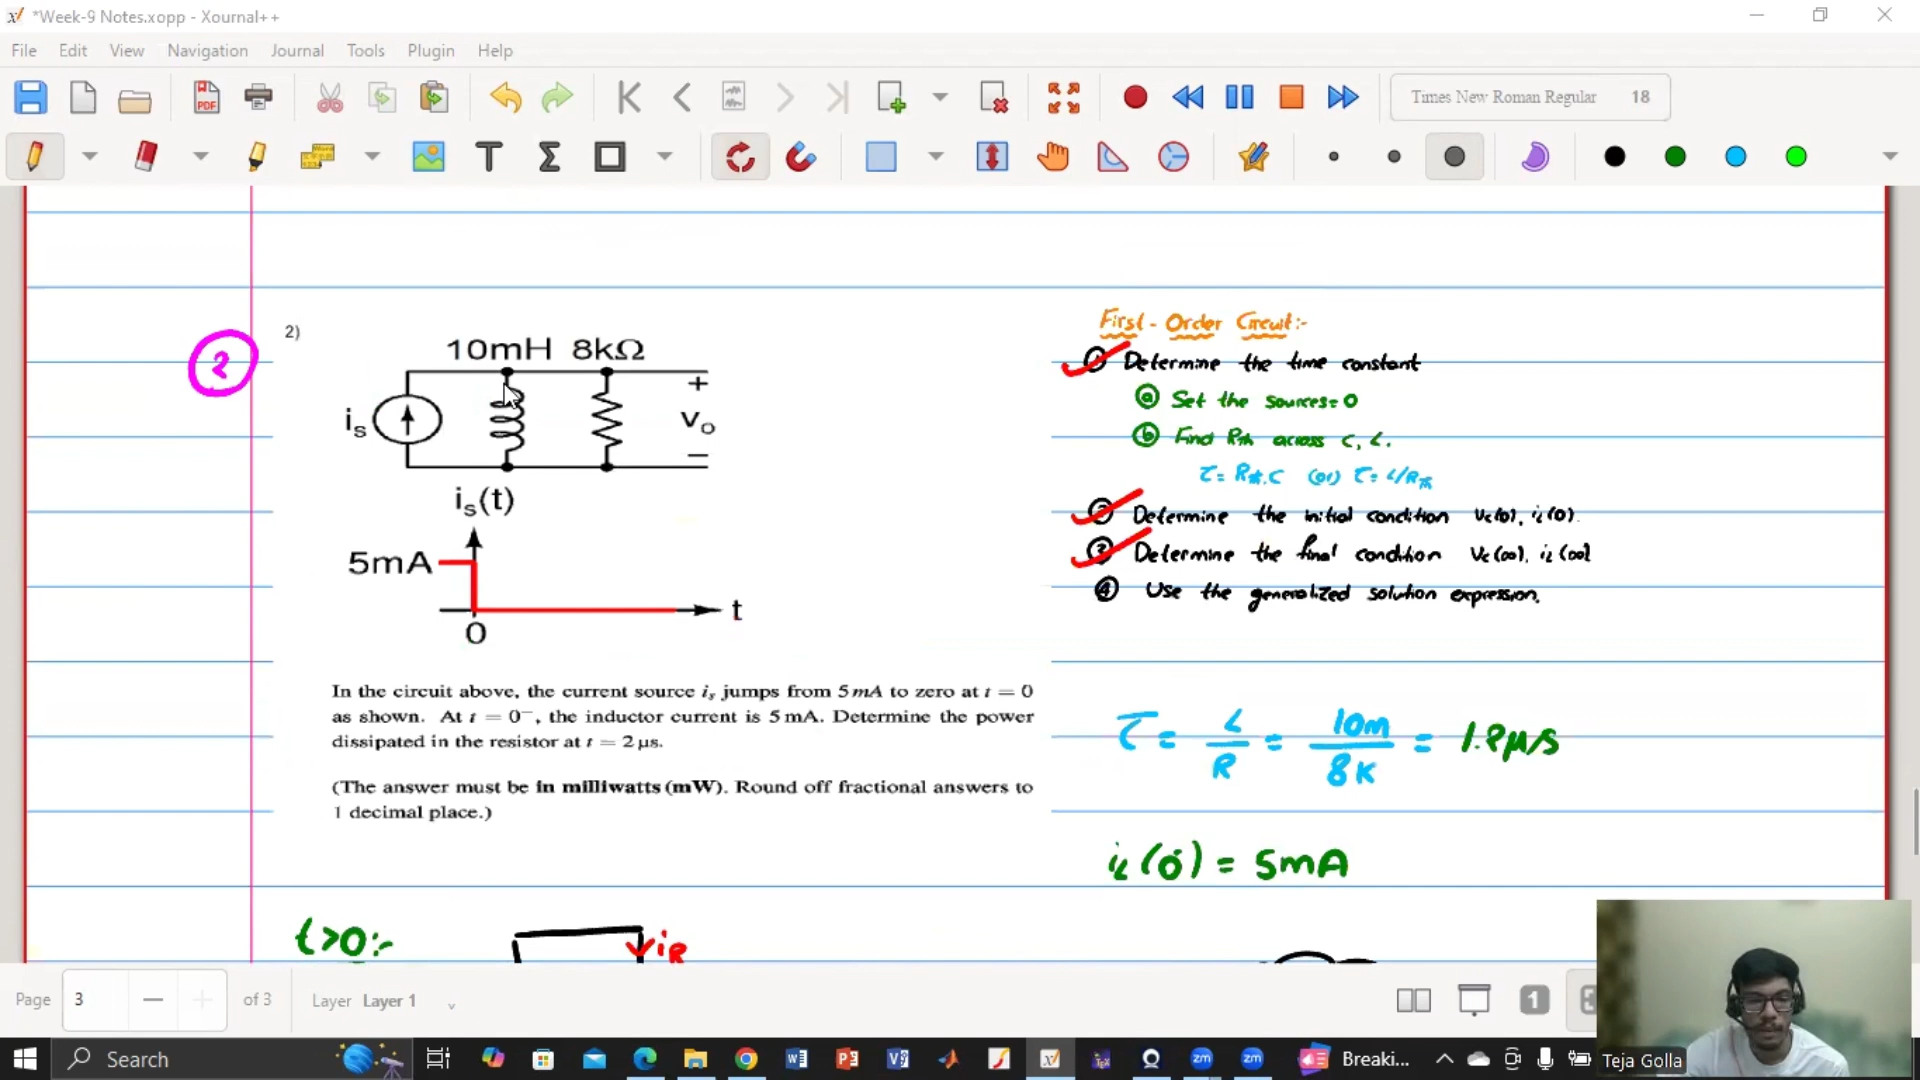 *Week-9 Notes.xopp - Xournal++
File Edit View Navigation Journal Tools Plugin Help
PDF
Times New Roman Regular 18
T Σ
2
2)
10mH 8kΩ
+
iₛ
vₒ
−
iₛ(t)
5mA
t
0
In the circuit above, the current source iₛ jumps from 5 mA to zero at t = 0
as shown. At t = 0⁻, the inductor current is 5 mA. Determine the power
dissipated in the resistor at t = 2 μs.
(The answer must be in milliwatts (mW). Round off fractional answers to
1 decimal place.)
First - Order Circuit:-
① Determine the time constant
ⓐ Set the sources=0
ⓑ Find Rth across C, L.
τ = Rth.C (or) τ = L/Rth
② Determine the initial condition Vc(0), iL(0).
③ Determine the final condition Vc(∞), iL(∞)
④ Use the generalized solution expression.
τ = L/R = 10m/8K = 1.2μs
iL(0⁻) = 5mA
t>0:-
iR
Page 3 of 3 Layer Layer 1
1
Search
Breaki...
Teja Golla